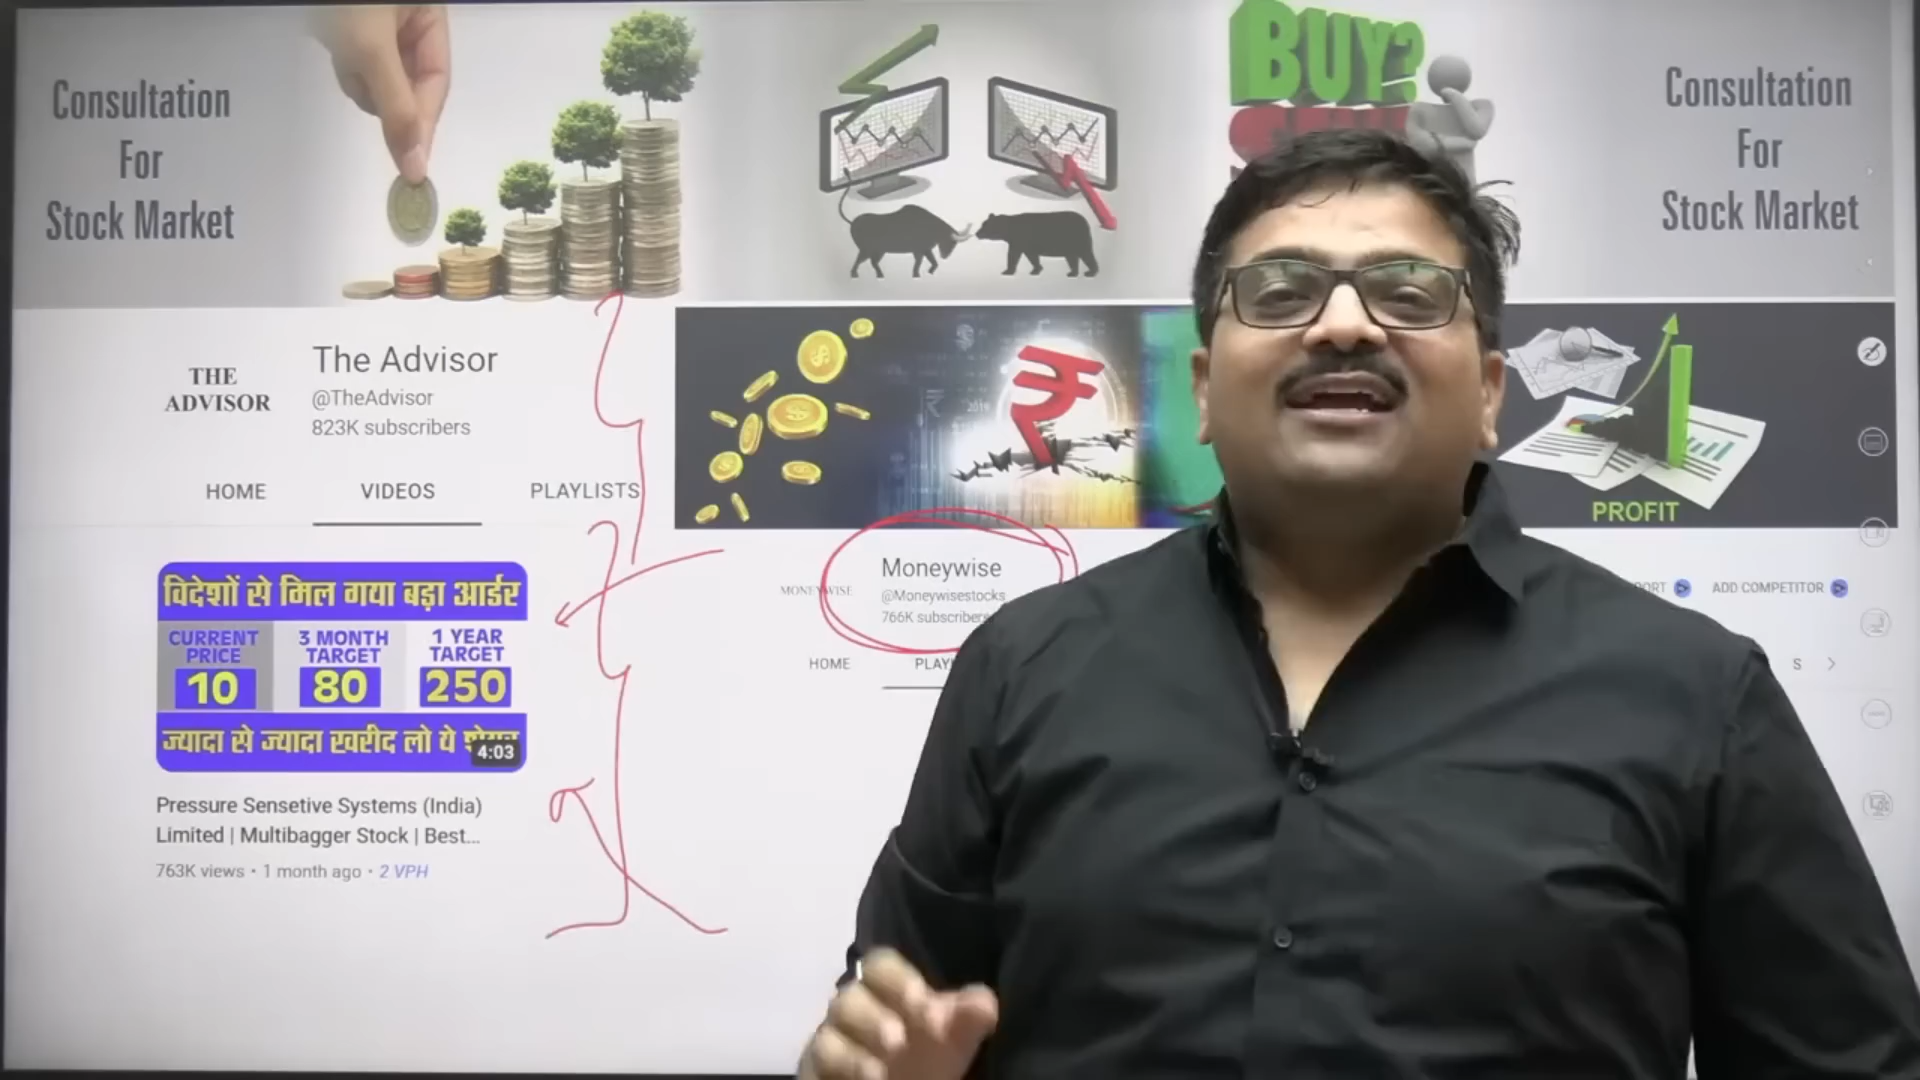 Consultation
For
Stock Market
BUY?
Consultation
For
Stock Market
THE
ADVISOR
The Advisor
@TheAdvisor
823K subscribers
HOME VIDEOS PLAYLISTS
विदेशों से मिल गया बड़ा आर्डर
CURRENT
PRICE
10
3 MONTH
TARGET
80
1 YEAR
TARGET
250
ज्यादा से ज्यादा खरीद लो ये
4:03
Pressure Sensetive Systems (India)
Limited | Multibagger Stock | Best...
763K views • 1 month ago • 2 VPH
2019
PROFIT
MONEYWISE
Moneywise
@Moneywisestocks
766K subscribers
ADD COMPETITOR
HOME
S